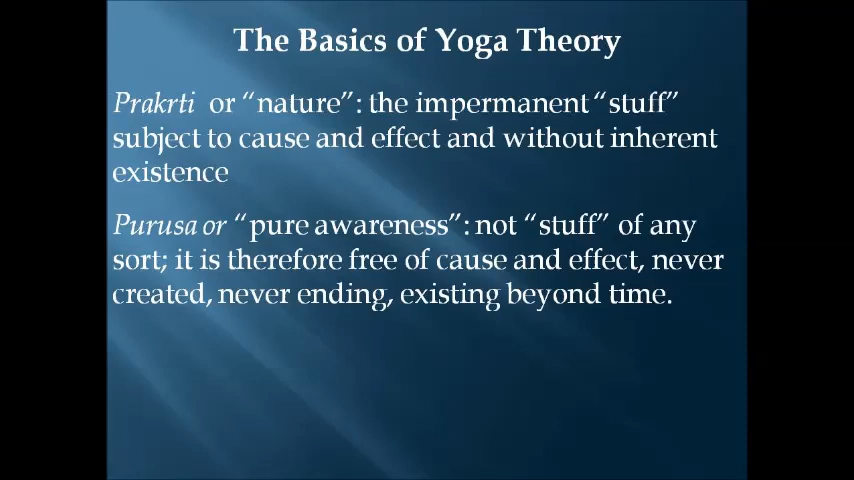 The Basics of Yoga Theory
Prakrti or “nature”: the impermanent “stuff”
subject to cause and effect and without inherent
existence
Purusa or “pure awareness”: not “stuff” of any
sort; it is therefore free of cause and effect, never
created, never ending, existing beyond time.